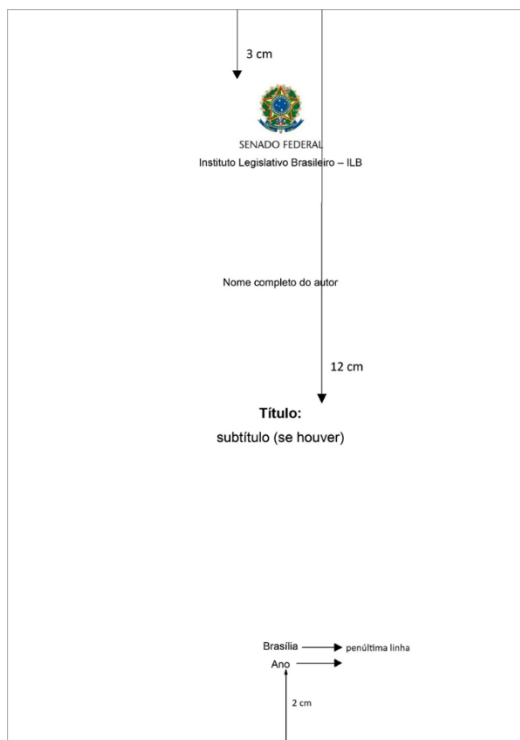 3 cm
SENADO FEDERAL
Instituto Legislativo Brasileiro – ILB
Nome completo do autor
12 cm
Título:
subtítulo (se houver)
Brasília penúltima linha
Ano
2 cm